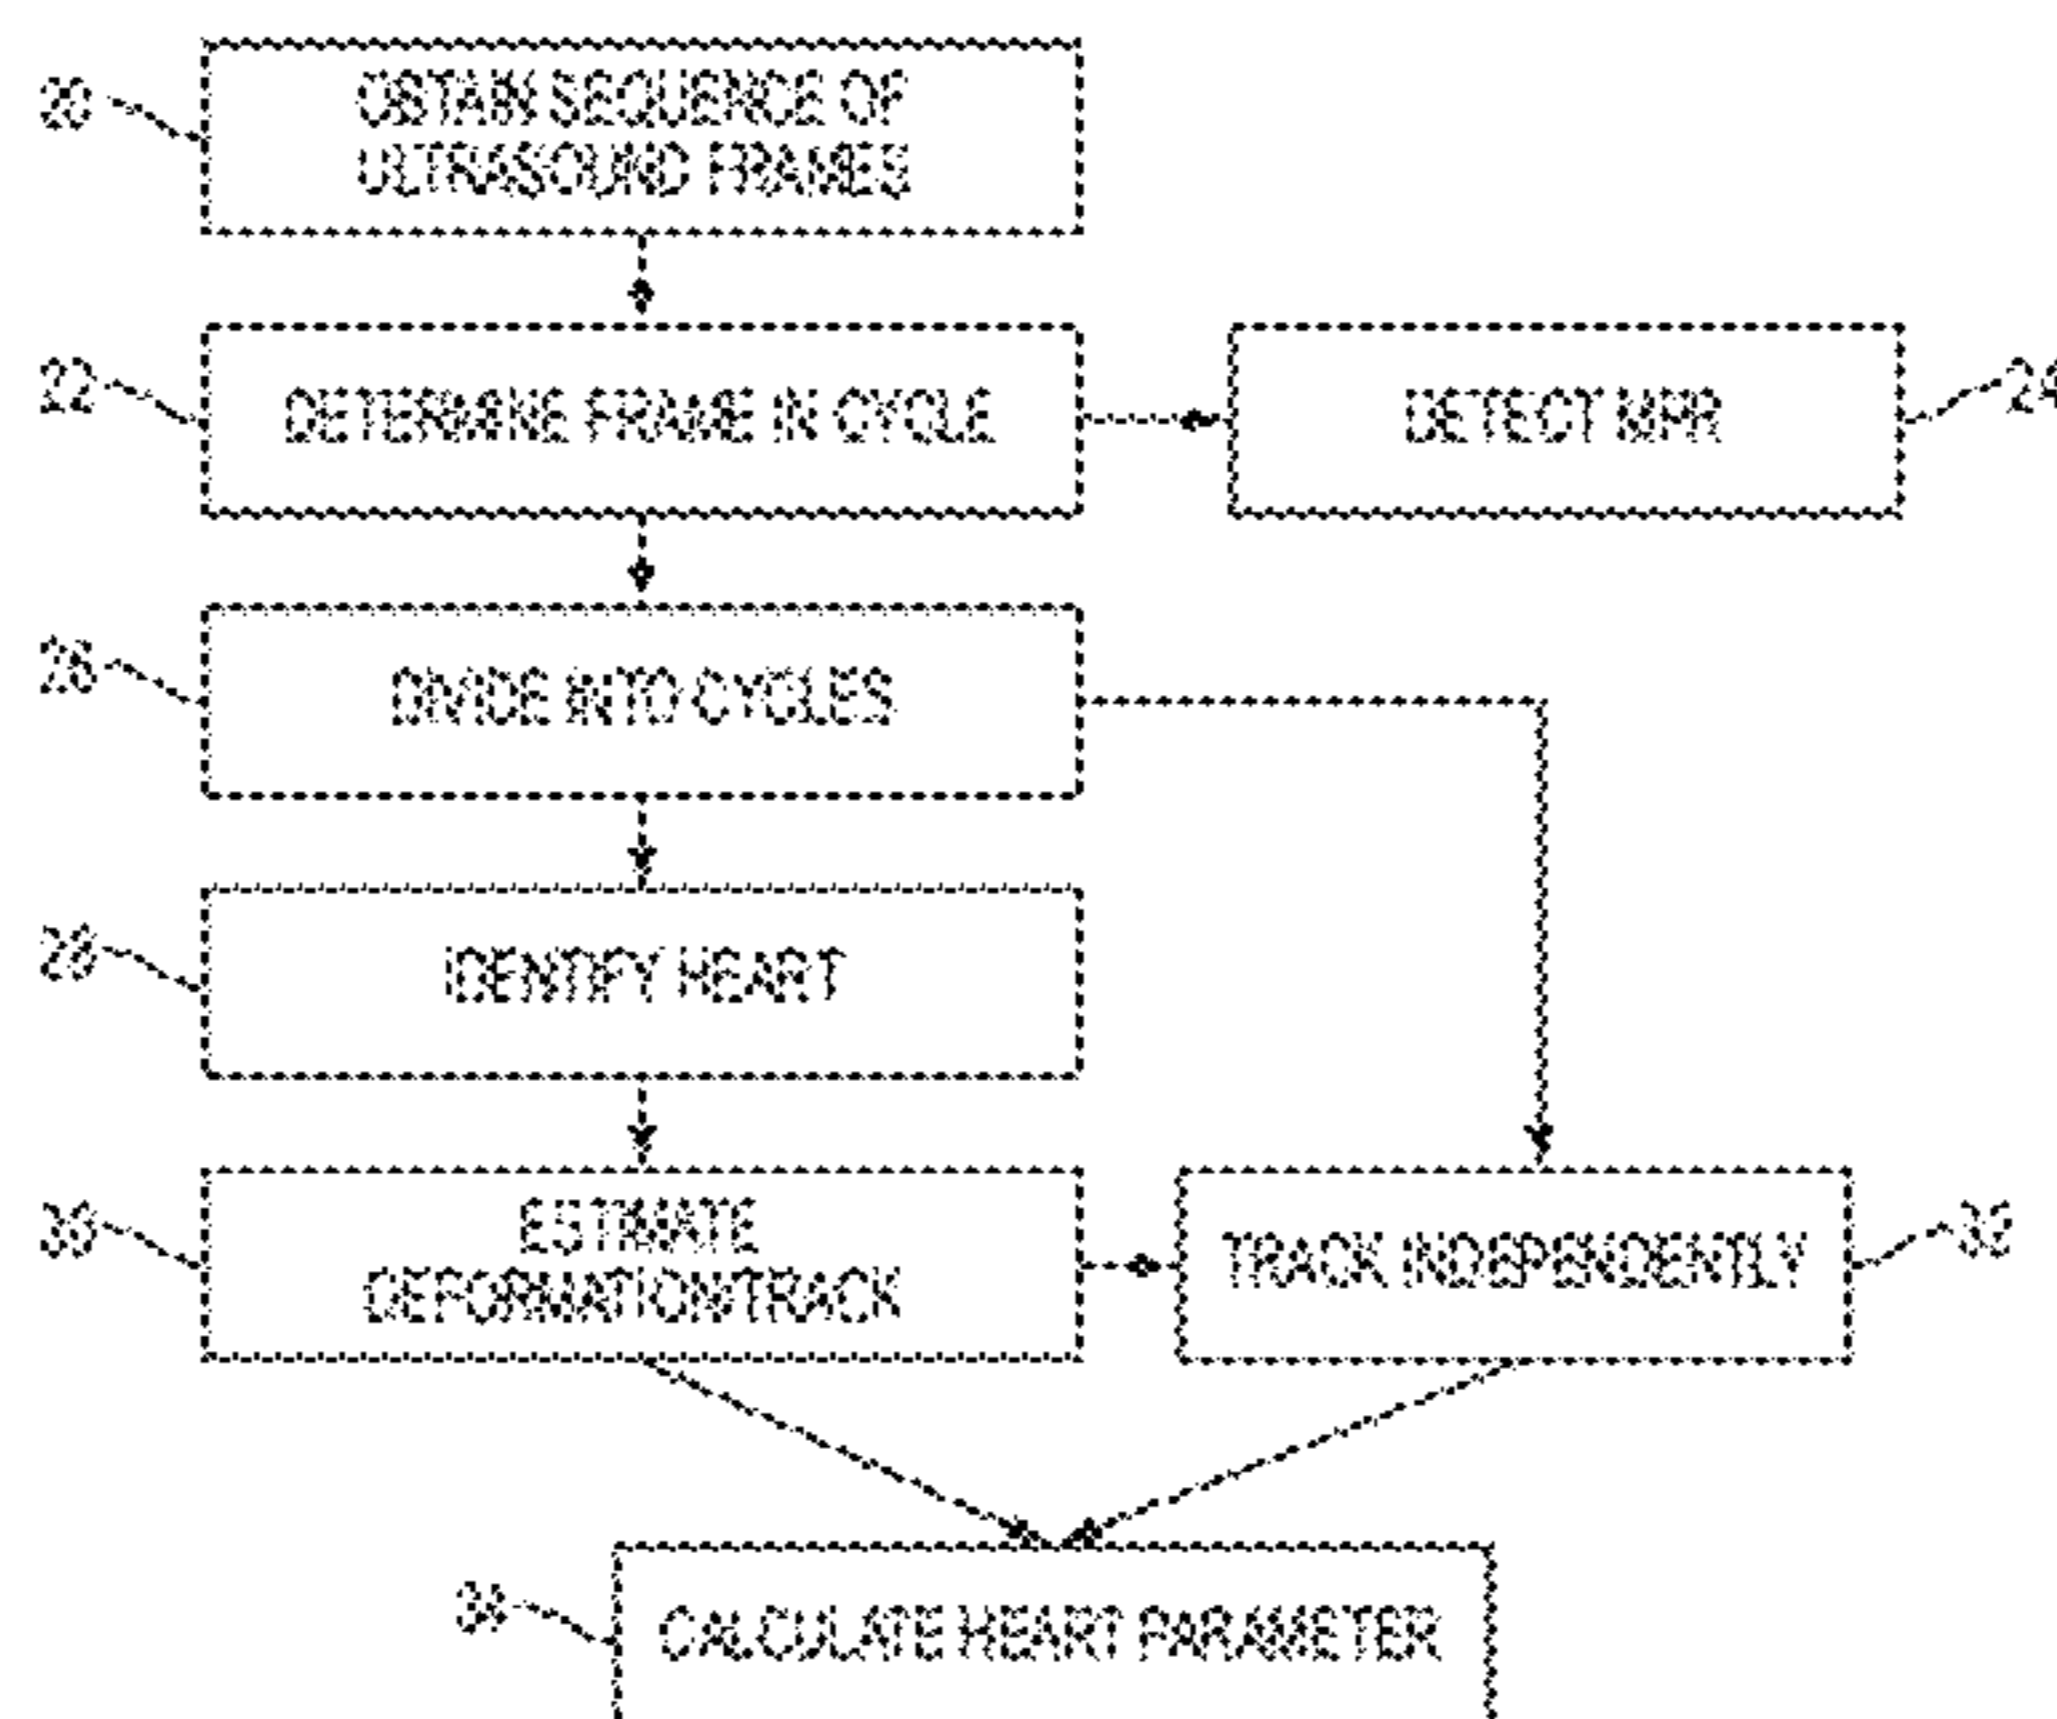 20
OBTAIN SEQUENCE OF
ULTRASOUND FRAMES
22
DETERMINE FRAME IN CYCLE
DETECT MPR
24
26
DIVIDE INTO CYCLES
28
IDENTIFY HEART
30
ESTIMATE
DEFORMATION/TRACK
TRACK INDEPENDENTLY
32
34
CALCULATE HEART PARAMETER